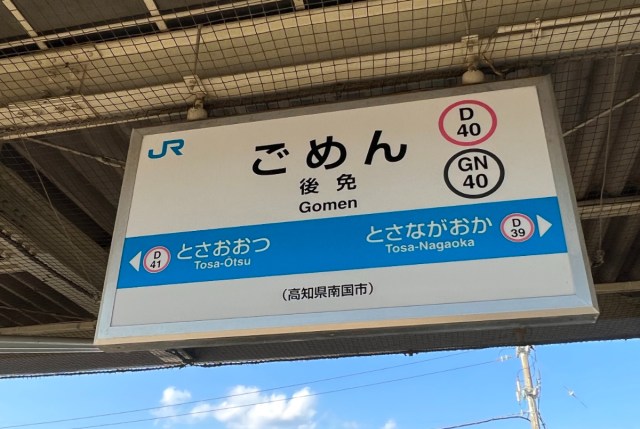 JR
ごめん
後免
Gomen
D
40
GN
40
D
41
とさおおつ
Tosa-Otsu
とさながおか
Tosa-Nagaoka
D
39
(高知県南国市)